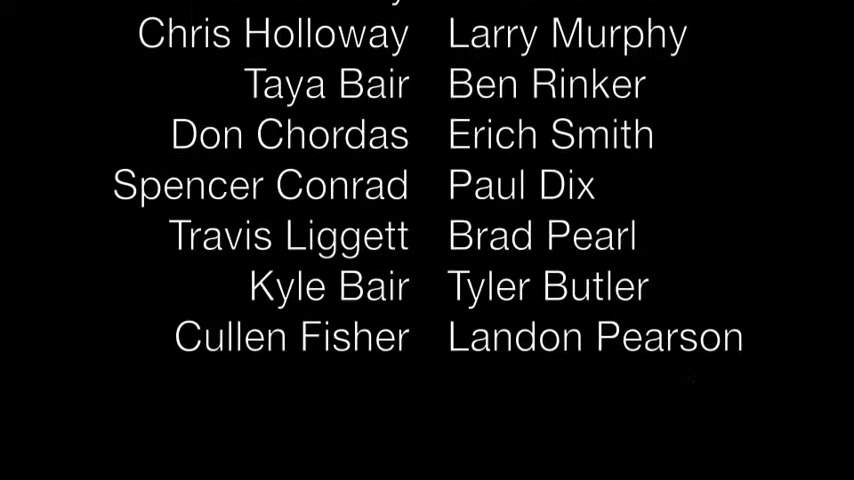 Chris Holloway Larry Murphy
Taya Bair Ben Rinker
Don Chordas Erich Smith
Spencer Conrad Paul Dix
Travis Liggett Brad Pearl
Kyle Bair Tyler Butler
Cullen Fisher Landon Pearson